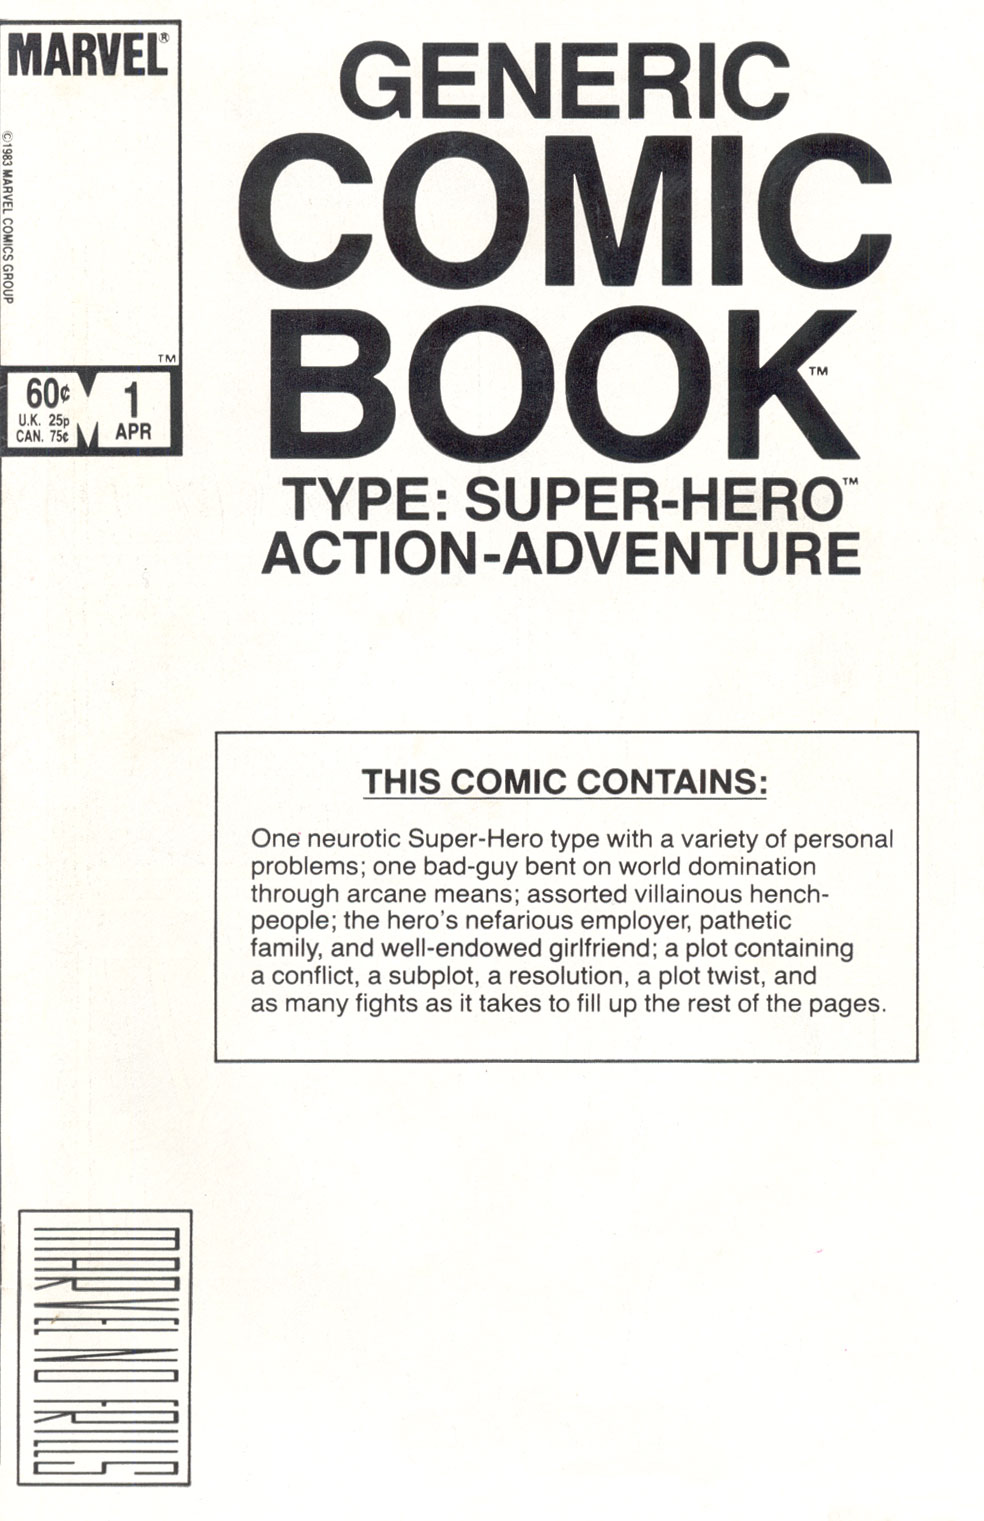 MARVEL®
©1983 MARVEL COMICS GROUP
TM
60¢
U.K. 25p
CAN. 75¢
1
APR
GENERIC
COMIC
BOOK™
TYPE: SUPER-HERO™
ACTION-ADVENTURE
THIS COMIC CONTAINS:
One neurotic Super-Hero type with a variety of personal
problems; one bad-guy bent on world domination
through arcane means; assorted villainous hench-
people; the hero's nefarious employer, pathetic
family, and well-endowed girlfriend; a plot containing
a conflict, a subplot, a resolution, a plot twist, and
as many fights as it takes to fill up the rest of the pages.
MARVEL NO FRILLS